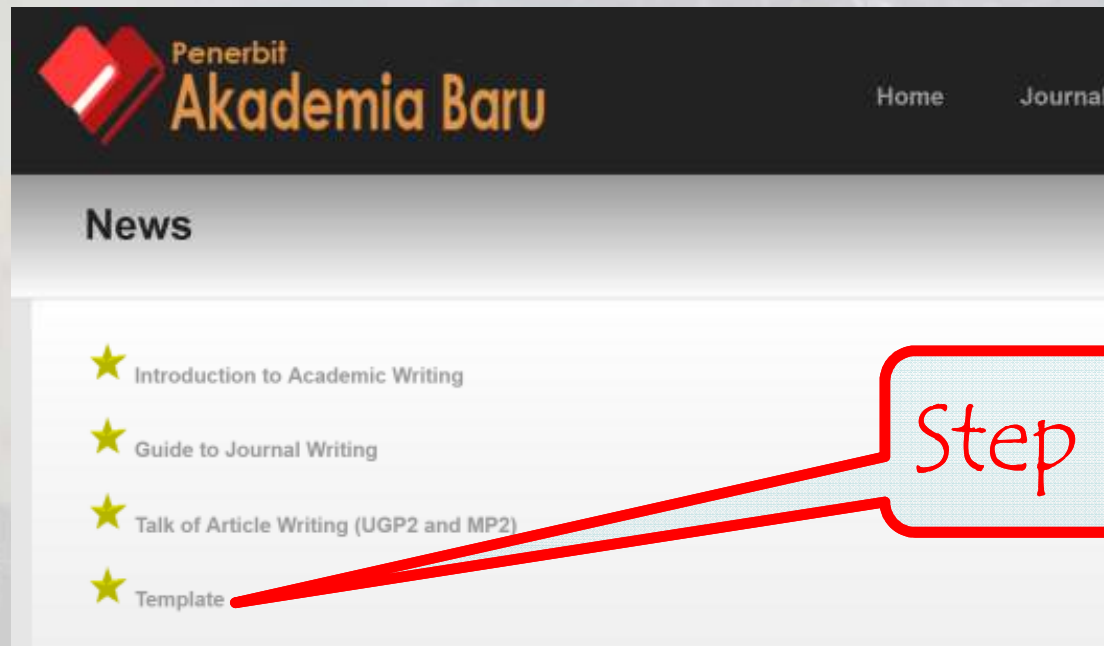 Penerbit
Akademia Baru
Home Journal
News
Introduction to Academic Writing
Guide to Journal Writing
Step
Talk of Article Writing (UGP2 and MP2)
Template